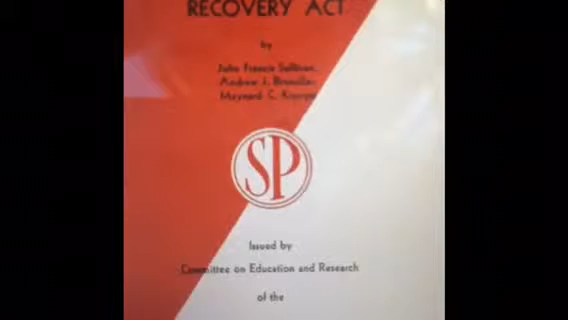 RECOVERY ACT
by
John Francis Sullivan,
Andrew J.
Maynard C. Krueger
SP
Issued by
Committee on Education and Research
of the